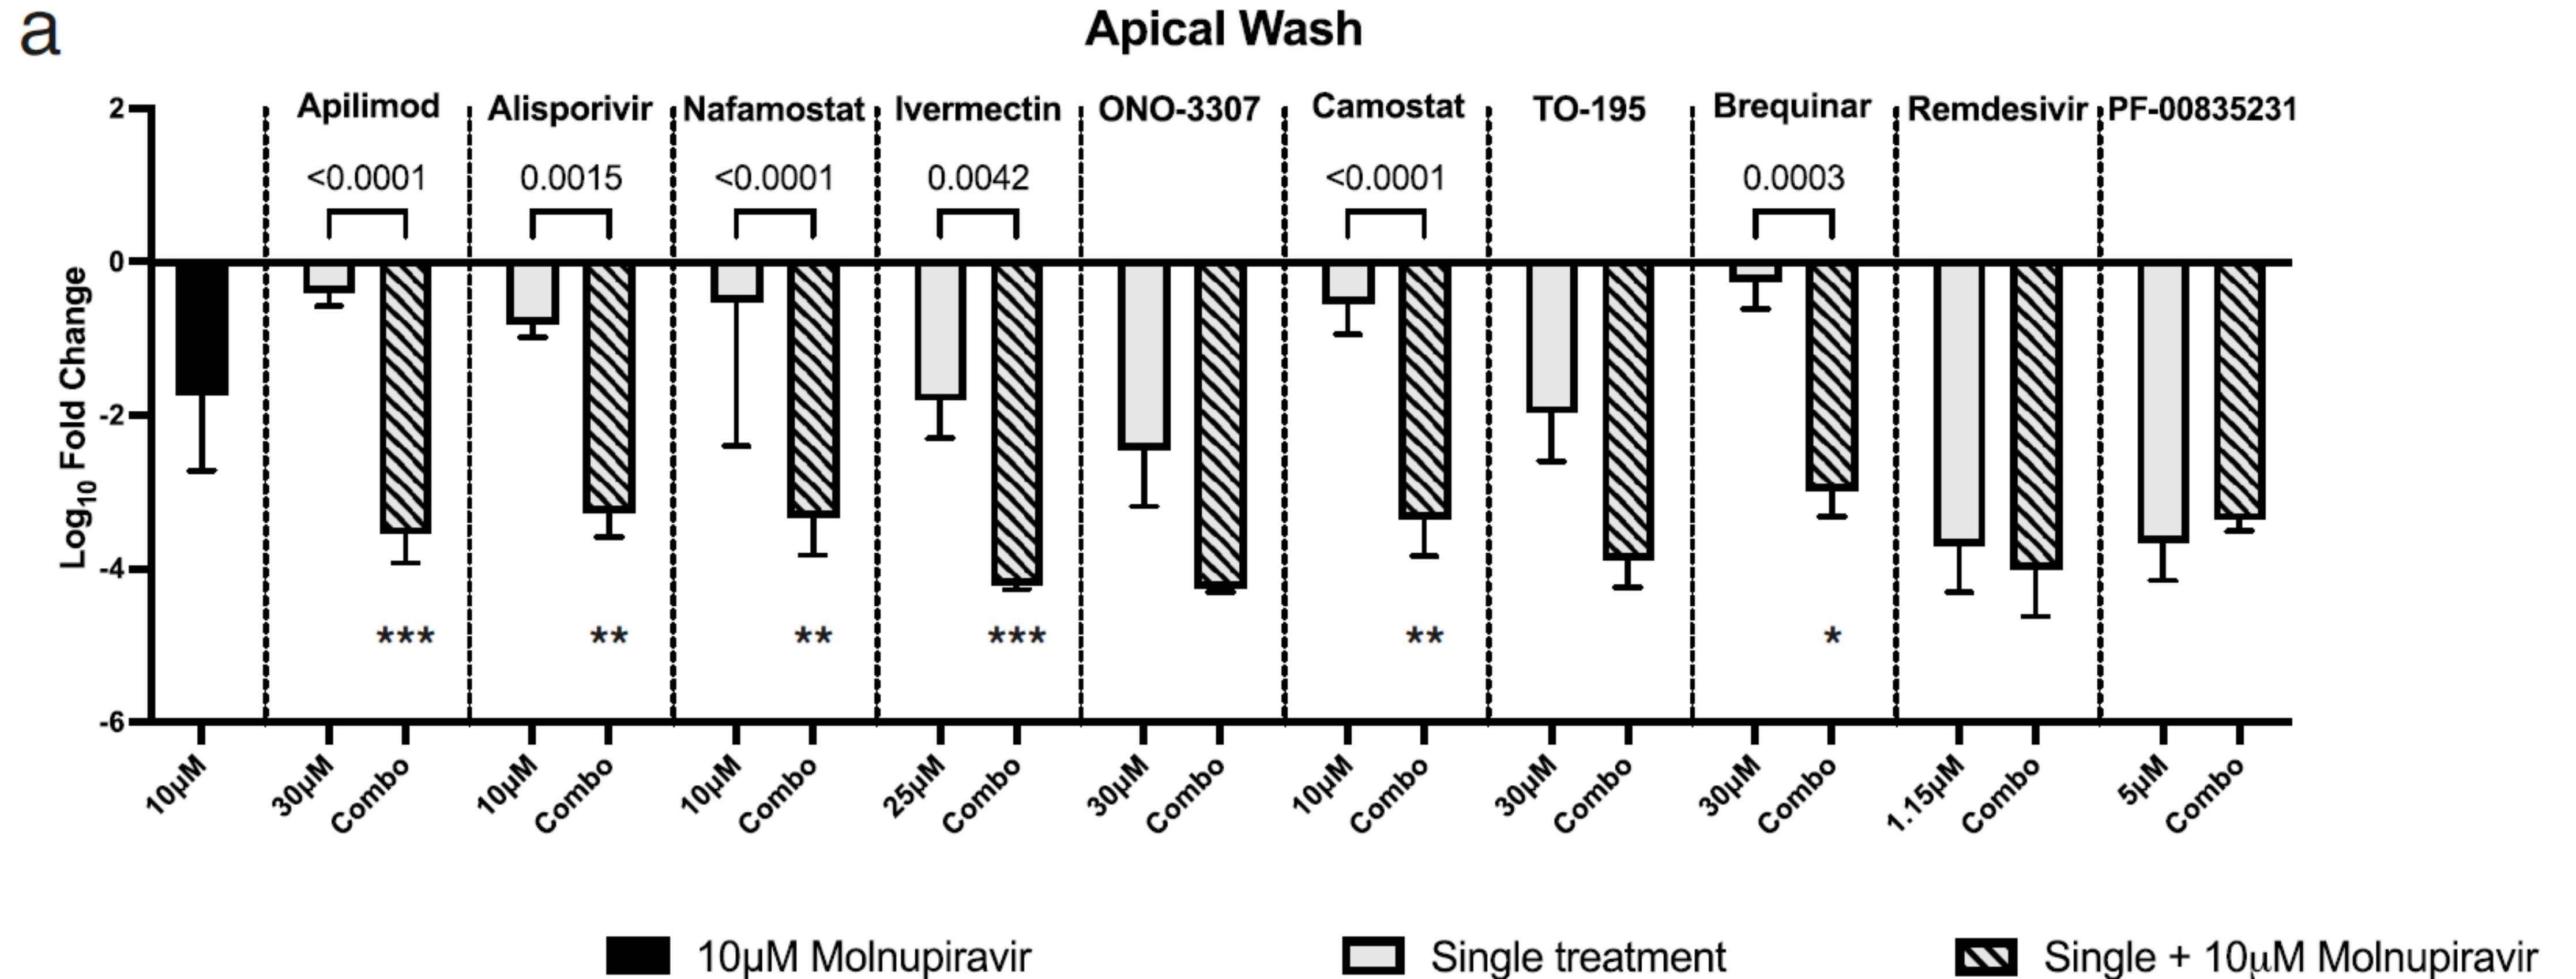 a
Apical Wash
Apilimod Alisporivir Nafamostat Ivermectin ONO-3307 Camostat TO-195 Brequinar Remdesivir PF-00835231
<0.0001 0.0015 <0.0001 0.0042 <0.0001 0.0003
Log10 Fold Change
2
0
-2
-4
-6
*** ** ** *** ** *
10µM 30µM Combo 10µM Combo 10µM Combo 25µM Combo 30µM Combo 10µM Combo 30µM Combo 30µM Combo 1.15µM Combo 5µM Combo
10µM Molnupiravir Single treatment Single + 10µM Molnupiravir